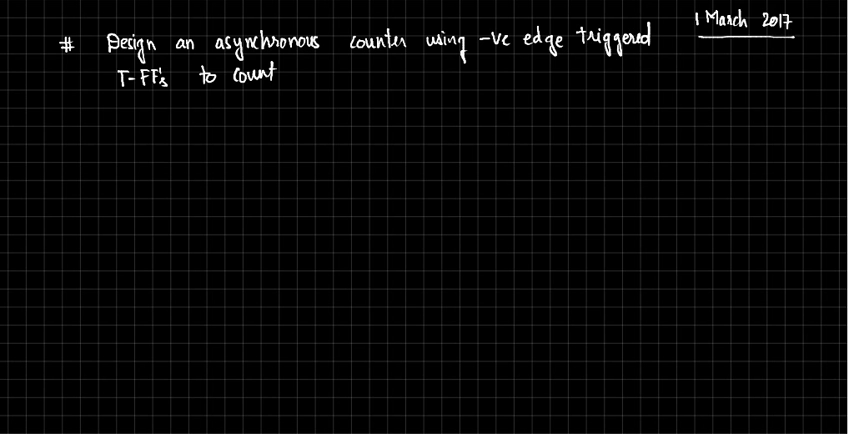 1 March 2017
# Design an asynchronous counter using -ve edge triggered
T-FF's to count